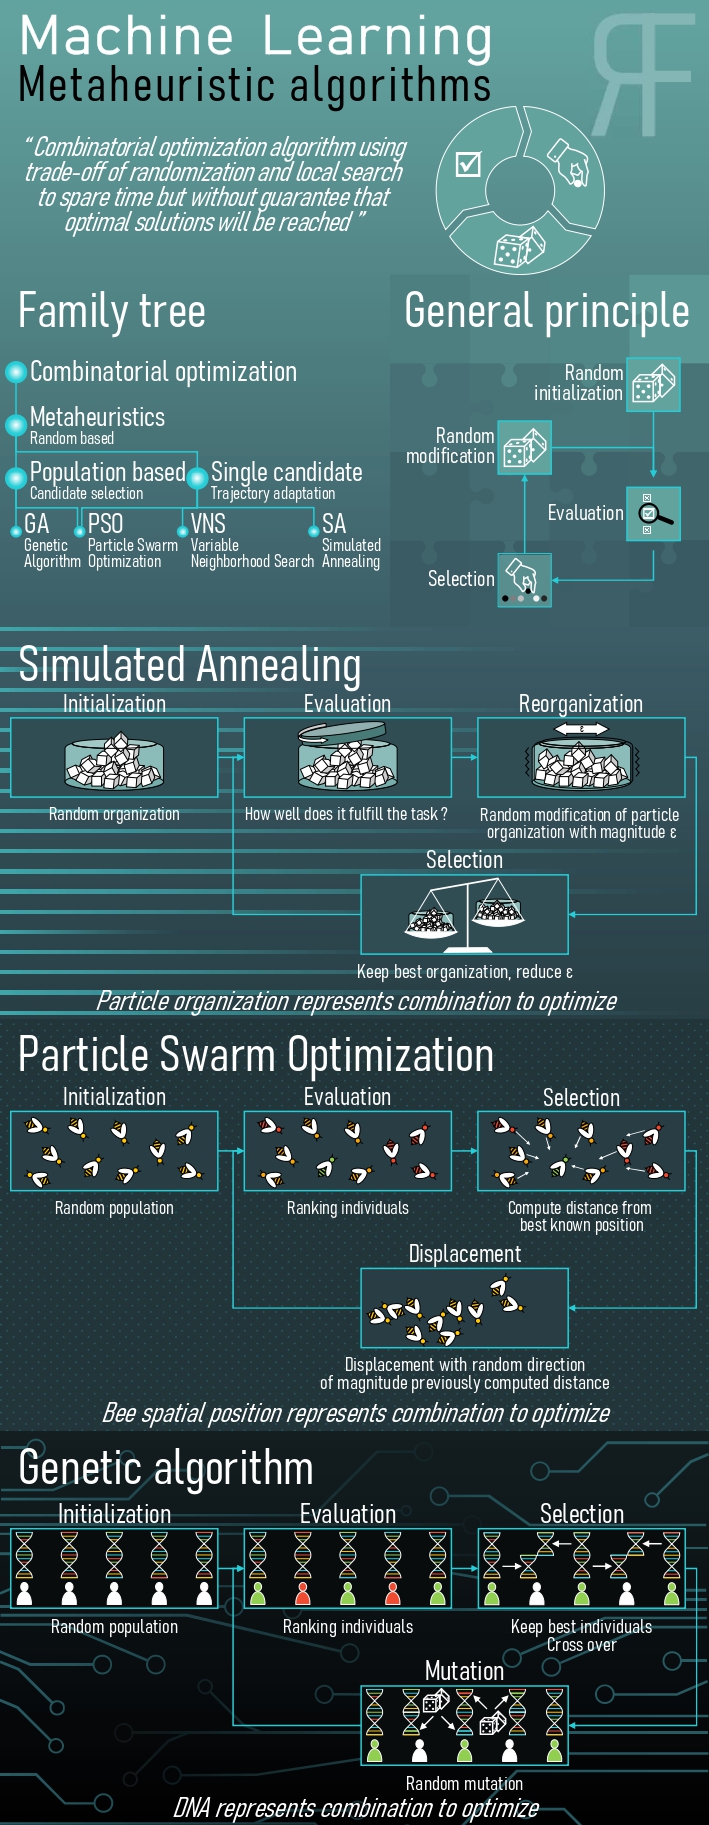 Machine Learning
Metaheuristic algorithms
RF
“ Combinatorial optimization algorithm using
trade-off of randomization and local search
to spare time but without guarantee that
optimal solutions will be reached ”
Family tree
Combinatorial optimization
Metaheuristics
Random based
Population based
Candidate selection
Single candidate
Trajectory adaptation
GA
Genetic
Algorithm
PSO
Particle Swarm
Optimization
VNS
Variable
Neighborhood Search
SA
Simulated
Annealing
General principle
Random
initialization
Random
modification
Evaluation
Selection
Simulated Annealing
Initialization
Random organization
Evaluation
How well does it fulfill the task ?
Reorganization
ε
Random modification of particle
organization with magnitude ε
Selection
Keep best organization, reduce ε
Particle organization represents combination to optimize
Particle Swarm Optimization
Initialization
Random population
Evaluation
Ranking individuals
Selection
Compute distance from
best known position
Displacement
Displacement with random direction
of magnitude previously computed distance
Bee spatial position represents combination to optimize
Genetic algorithm
Initialization
Random population
Evaluation
Ranking individuals
Selection
Keep best individuals
Cross over
Mutation
Random mutation
DNA represents combination to optimize